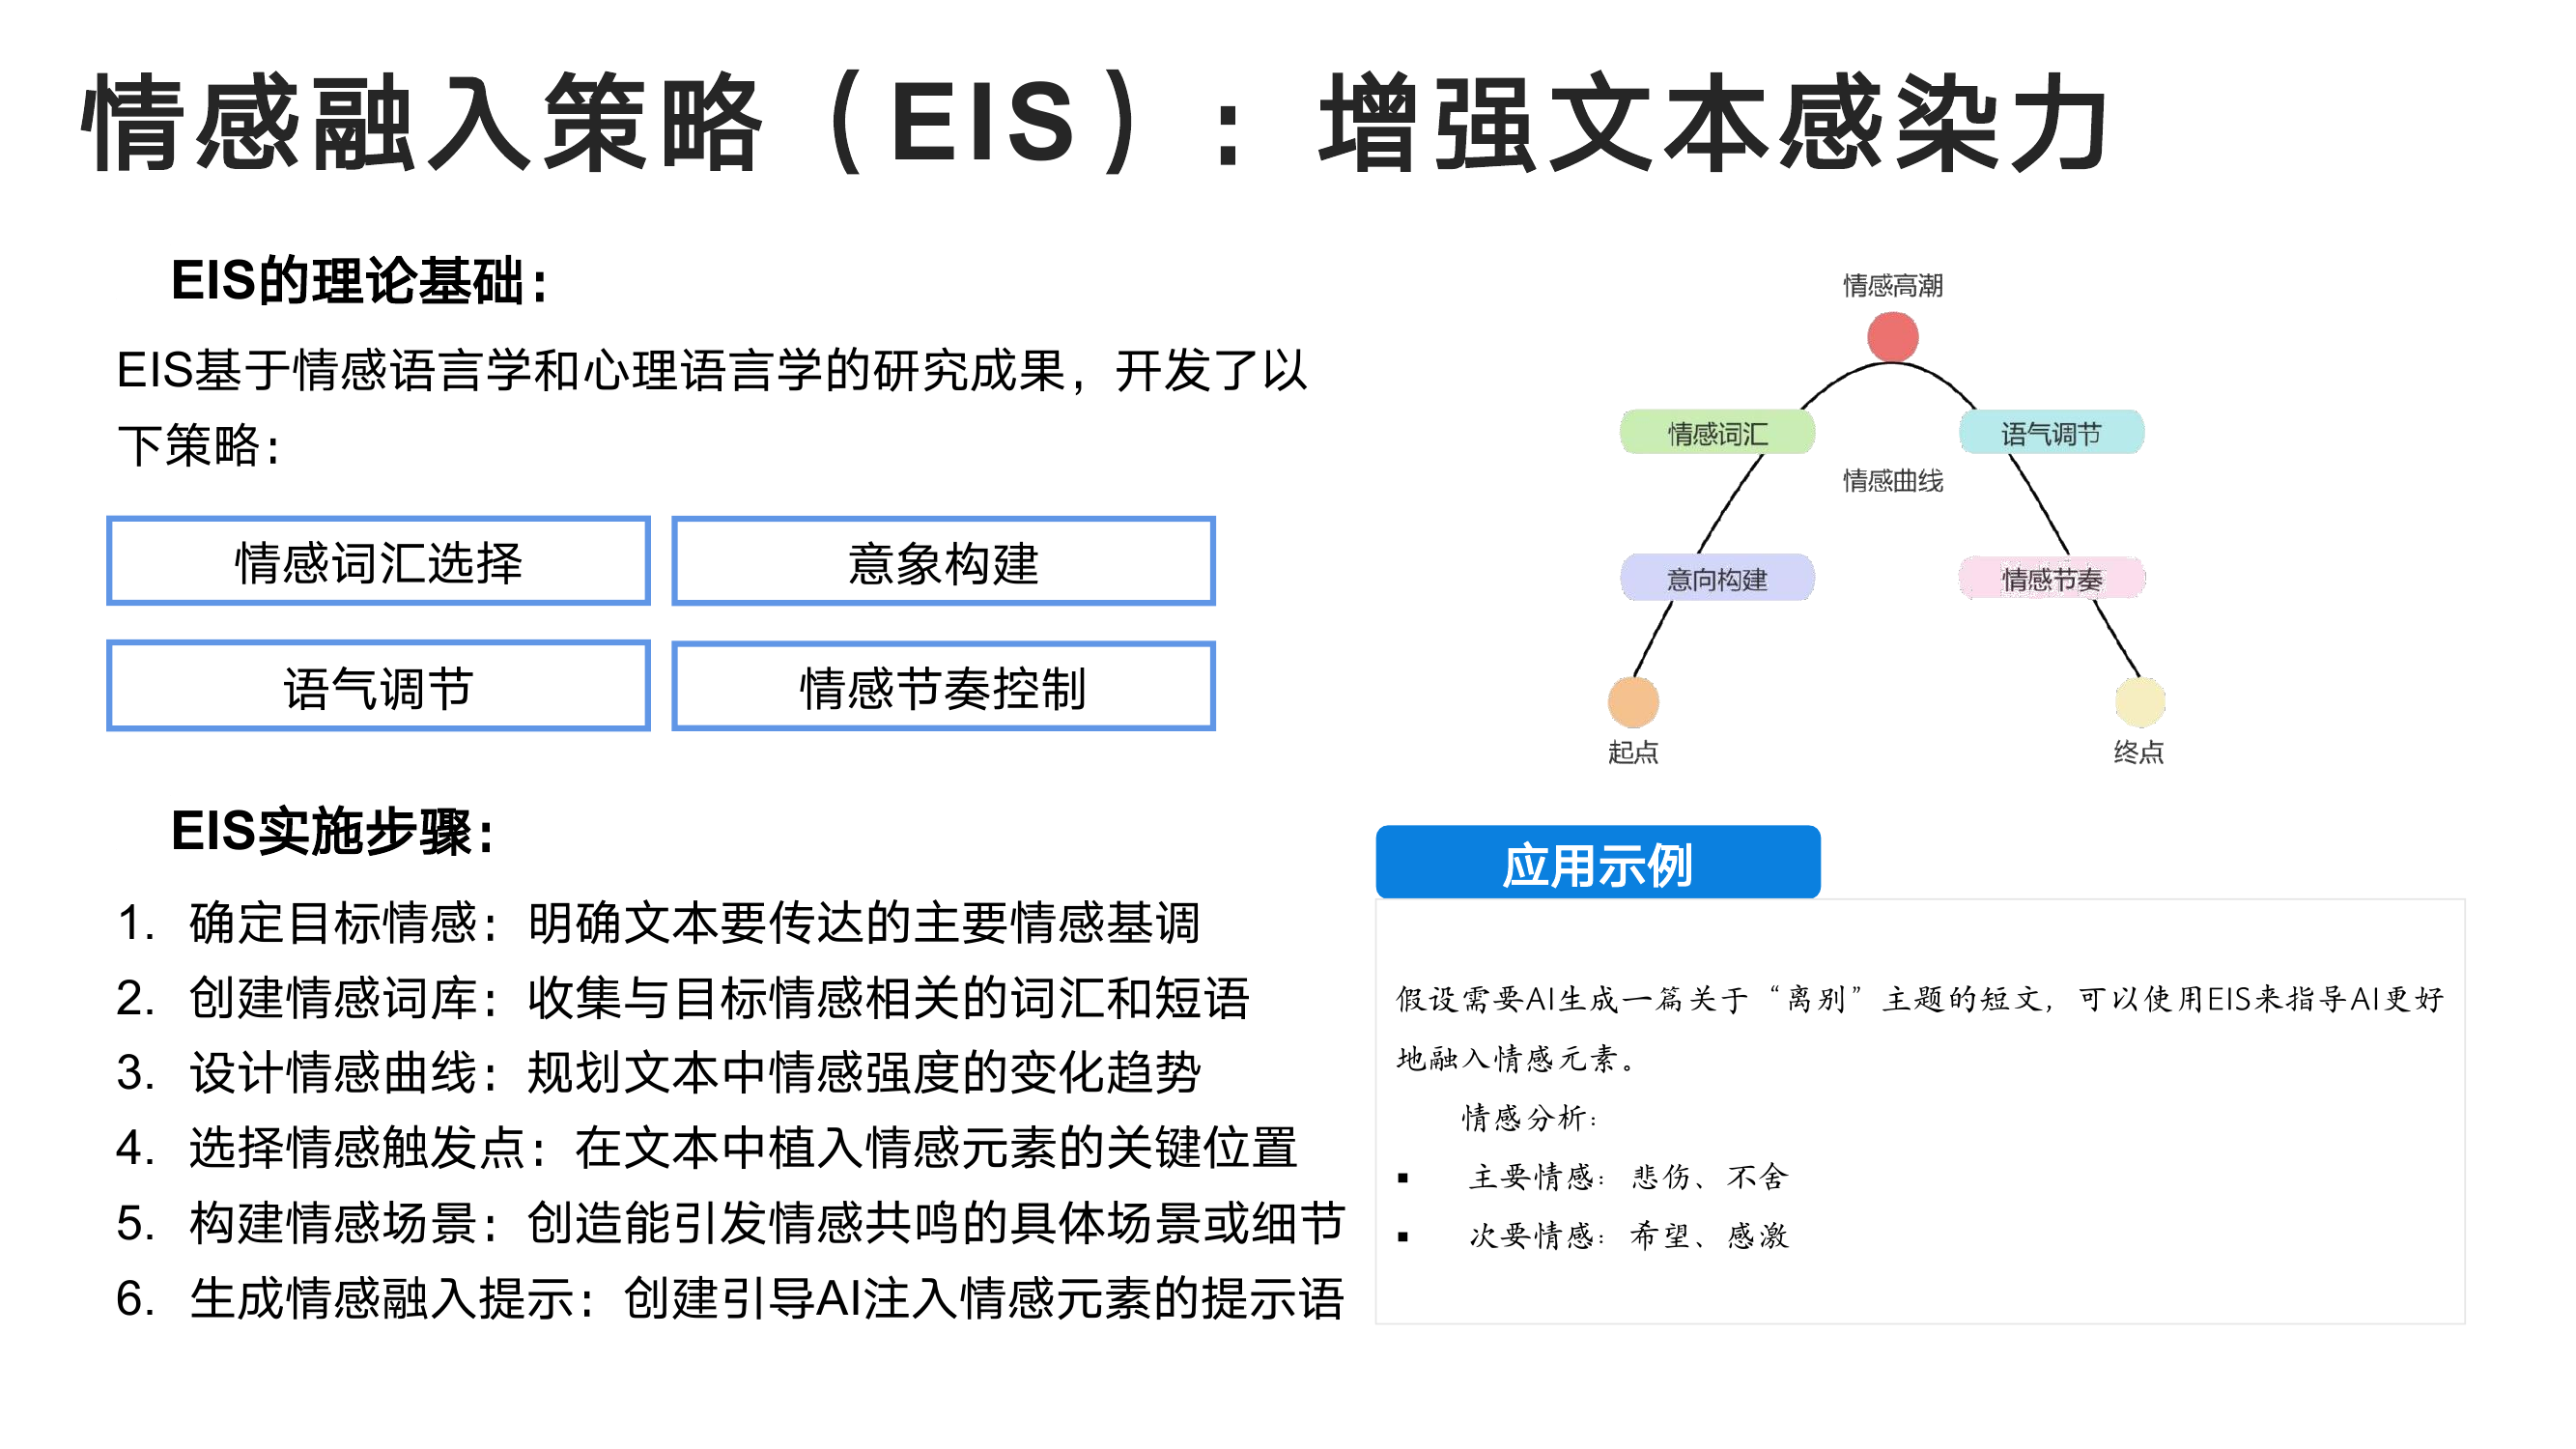 情感融入策略（EIS）：增强文本感染力
EIS的理论基础：
EIS基于情感语言学和心理语言学的研究成果，开发了以
下策略：
情感词汇选择
意象构建
语气调节
情感节奏控制
EIS实施步骤：
1. 确定目标情感：明确文本要传达的主要情感基调
2. 创建情感词库：收集与目标情感相关的词汇和短语
3. 设计情感曲线：规划文本中情感强度的变化趋势
4. 选择情感触发点：在文本中植入情感元素的关键位置
5. 构建情感场景：创造能引发情感共鸣的具体场景或细节
6. 生成情感融入提示：创建引导AI注入情感元素的提示语
情感高潮
情感词汇
语气调节
情感曲线
意向构建
情感节奏
起点
终点
应用示例
假设需要AI生成一篇关于“离别”主题的短文，可以使用EIS来指导AI更好
地融入情感元素。
情感分析：
▪ 主要情感：悲伤、不舍
▪ 次要情感：希望、感激